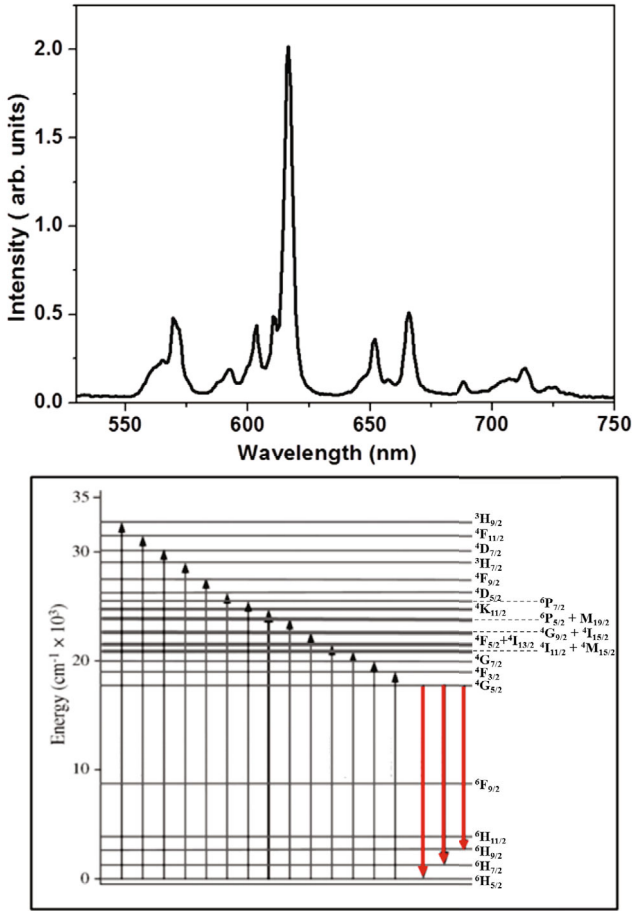 Intensity ( arb. units)
2.0
1.5
1.0
0.5
0.0
550 600 650 700 750
Wavelength (nm)
Energy (cm⁻¹ × 10³)
35
30
20
10
0
³H₉/₂
⁴F₁₁/₂
⁴D₇/₂
³H₇/₂
⁴F₉/₂
⁴D₅/₂
⁶P₇/₂
⁴K₁₁/₂
⁶P₅/₂ + M₁₉/₂
⁴G₉/₂ + ⁴I₁₅/₂
⁴F₅/₂+⁴I₁₃/₂ ⁴I₁₁/₂ + ⁴M₁₅/₂
⁴G₇/₂
⁴F₃/₂
⁴G₅/₂
⁶F₉/₂
⁶H₁₁/₂
⁶H₉/₂
⁶H₇/₂
⁶H₅/₂